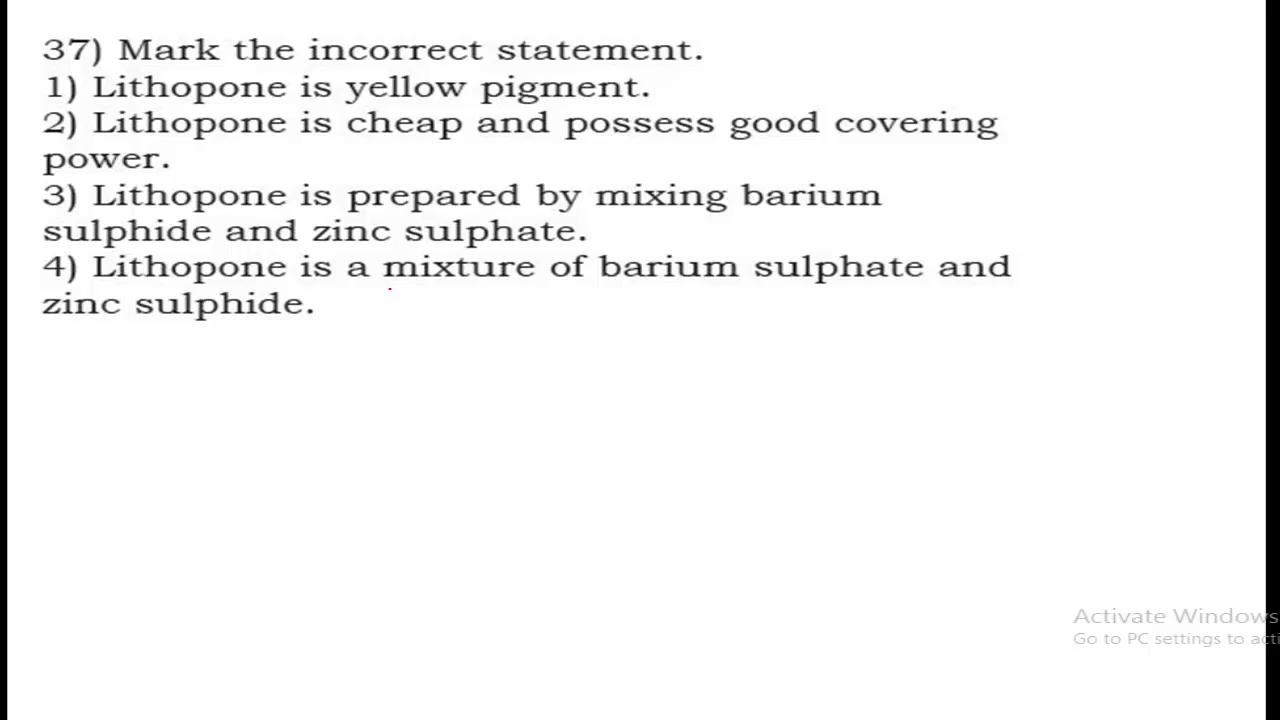 37) Mark the incorrect statement.
1) Lithopone is yellow pigment.
2) Lithopone is cheap and possess good covering
power.
3) Lithopone is prepared by mixing barium
sulphide and zinc sulphate.
4) Lithopone is a mixture of barium sulphate and
zinc sulphide.
Activate Windows
Go to PC settings to acti